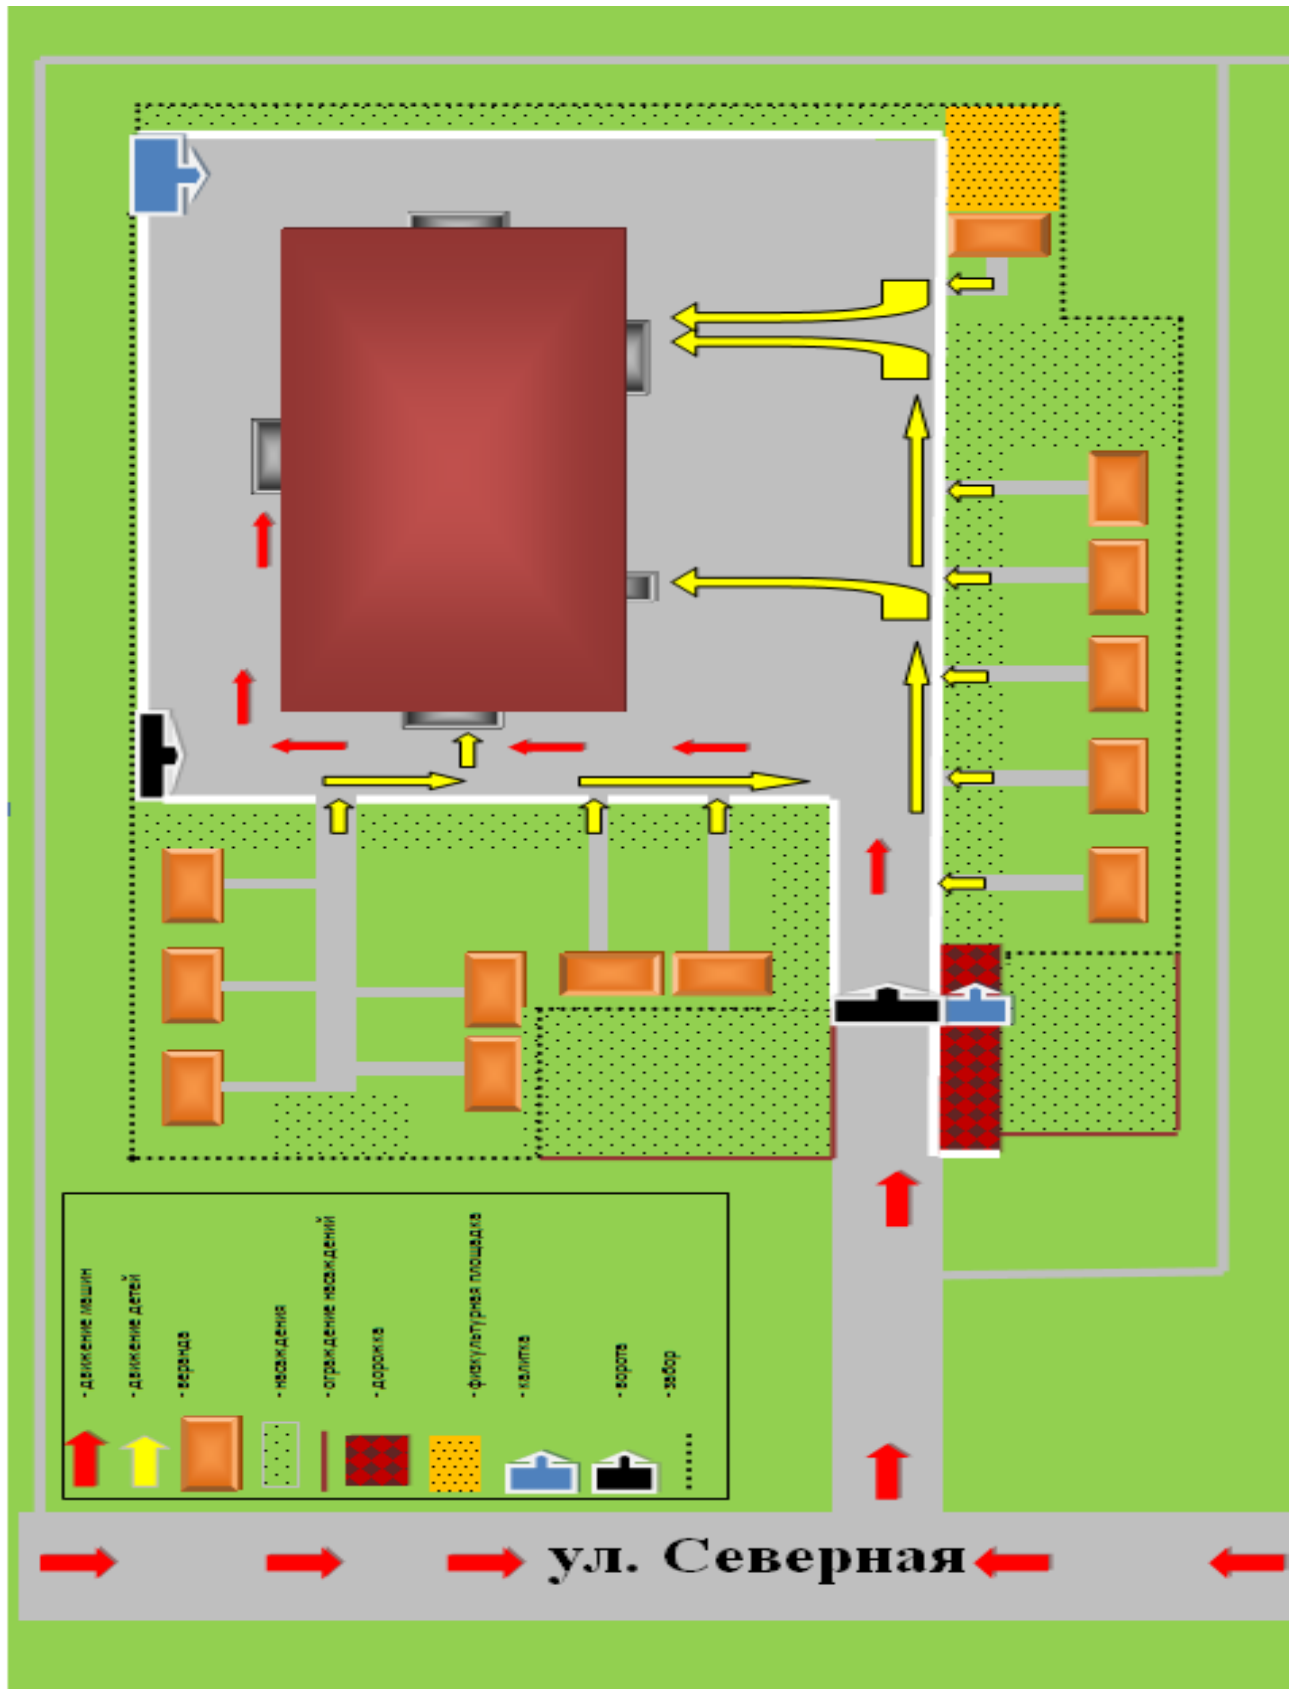 - движение машин
- движение детей
- веранда
- насаждения
- ограждение насаждений
- дорожка
- физкультурная площадка
- калитка
- ворота
- забор
ул. Северная